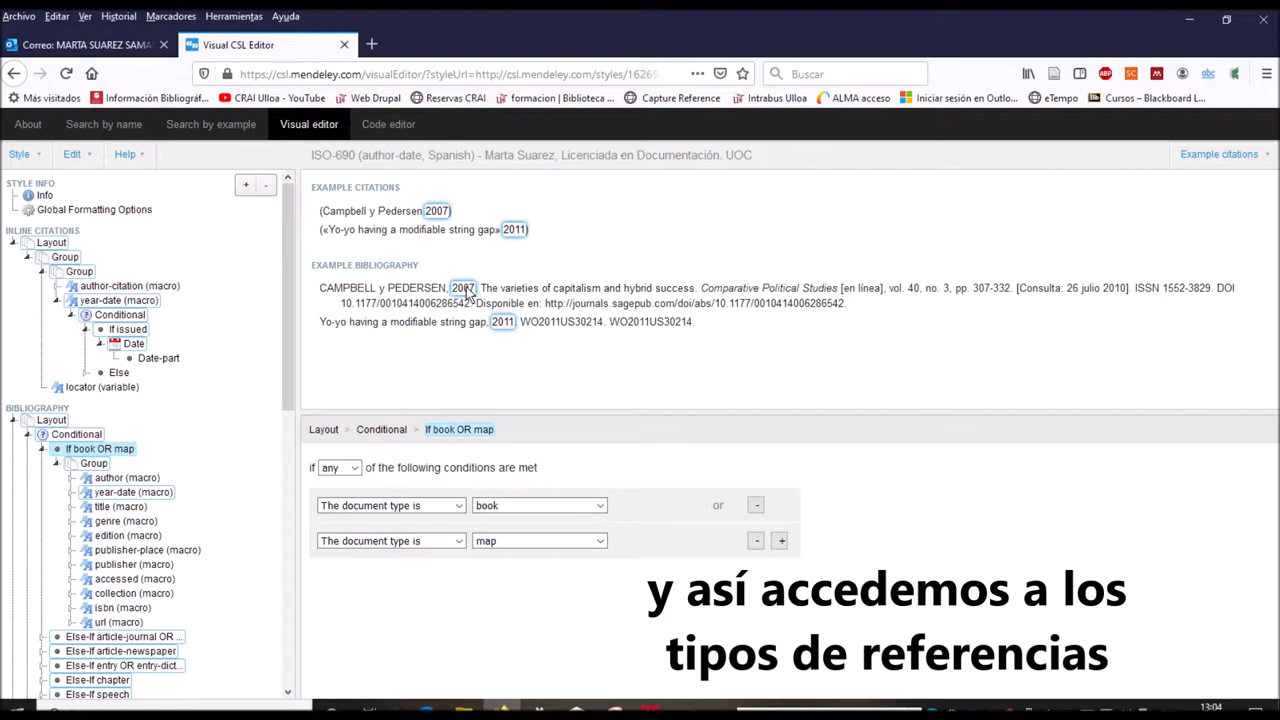 Archivo Editar Ver Historial Marcadores Herramientas Ayuda
Correo: MARTA SUAREZ SAMA
Visual CSL Editor
https://csl.mendeley.com/visualEditor/?styleUrl=http://csl.mendeley.com/styles/16269
Buscar
Más visitados Información Bibliográf... CRAI Ulloa - YouTube Web Drupal formacion | Biblioteca ... Reservas CRAI Capture Reference Intrabus Ulloa ALMA acceso Iniciar sesión en Outlo... eTempo Cursos – Blackboard L...
About Search by name Search by example Visual editor Code editor
Style Edit Help
ISO-690 (author-date, Spanish) - Marta Suarez, Licenciada en Documentación. UOC
Example citations
STYLE INFO
+ -
Info
Global Formatting Options
INLINE CITATIONS
Layout
Group
Group
author-citation (macro)
year-date (macro)
Conditional
If issued
Date
Date-part
Else
locator (variable)
BIBLIOGRAPHY
Layout
Conditional
If book OR map
Group
author (macro)
year-date (macro)
title (macro)
genre (macro)
edition (macro)
publisher-place (macro)
publisher (macro)
accessed (macro)
collection (macro)
isbn (macro)
url (macro)
Else-If article-journal OR ...
Else-If article-newspaper
Else-If entry OR entry-dict...
Else-If chapter
Else-If speech
EXAMPLE CITATIONS
(Campbell y Pedersen 2007)
(«Yo-yo having a modifiable string gap» 2011)
EXAMPLE BIBLIOGRAPHY
CAMPBELL y PEDERSEN, 2007. The varieties of capitalism and hybrid success. Comparative Political Studies [en línea], vol. 40, no. 3, pp. 307-332. [Consulta: 26 julio 2010]. ISSN 1552-3829. DOI
10.1177/0010414006286542. Disponible en: http://journals.sagepub.com/doi/abs/10.1177/0010414006286542.
Yo-yo having a modifiable string gap, 2011 WO2011US30214. WO2011US30214.
Layout > Conditional > If book OR map
if any of the following conditions are met
The document type is book or -
The document type is map - +
y así accedemos a los
tipos de referencias
13:04